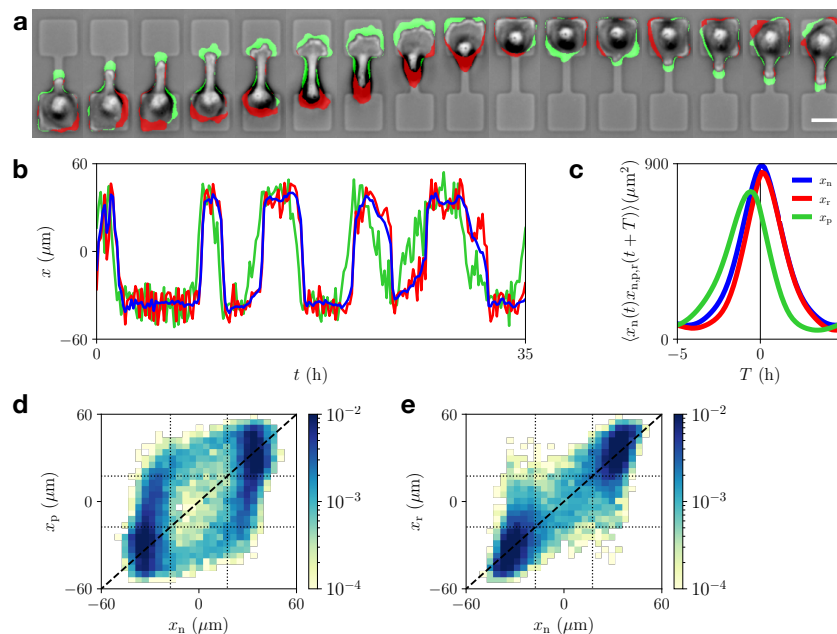 a
b
60
0
−60
x (μm)
0
35
t (h)
c
900
0
⟨x_n(t)x_n,p,r(t + T)⟩(μm²)
x_n
x_r
x_p
−5
0
T (h)
d
60
0
−60
x_p (μm)
−60
0
60
x_n (μm)
10⁻²
10⁻³
10⁻⁴
e
60
0
−60
x_r (μm)
−60
0
60
x_n (μm)
10⁻²
10⁻³
10⁻⁴